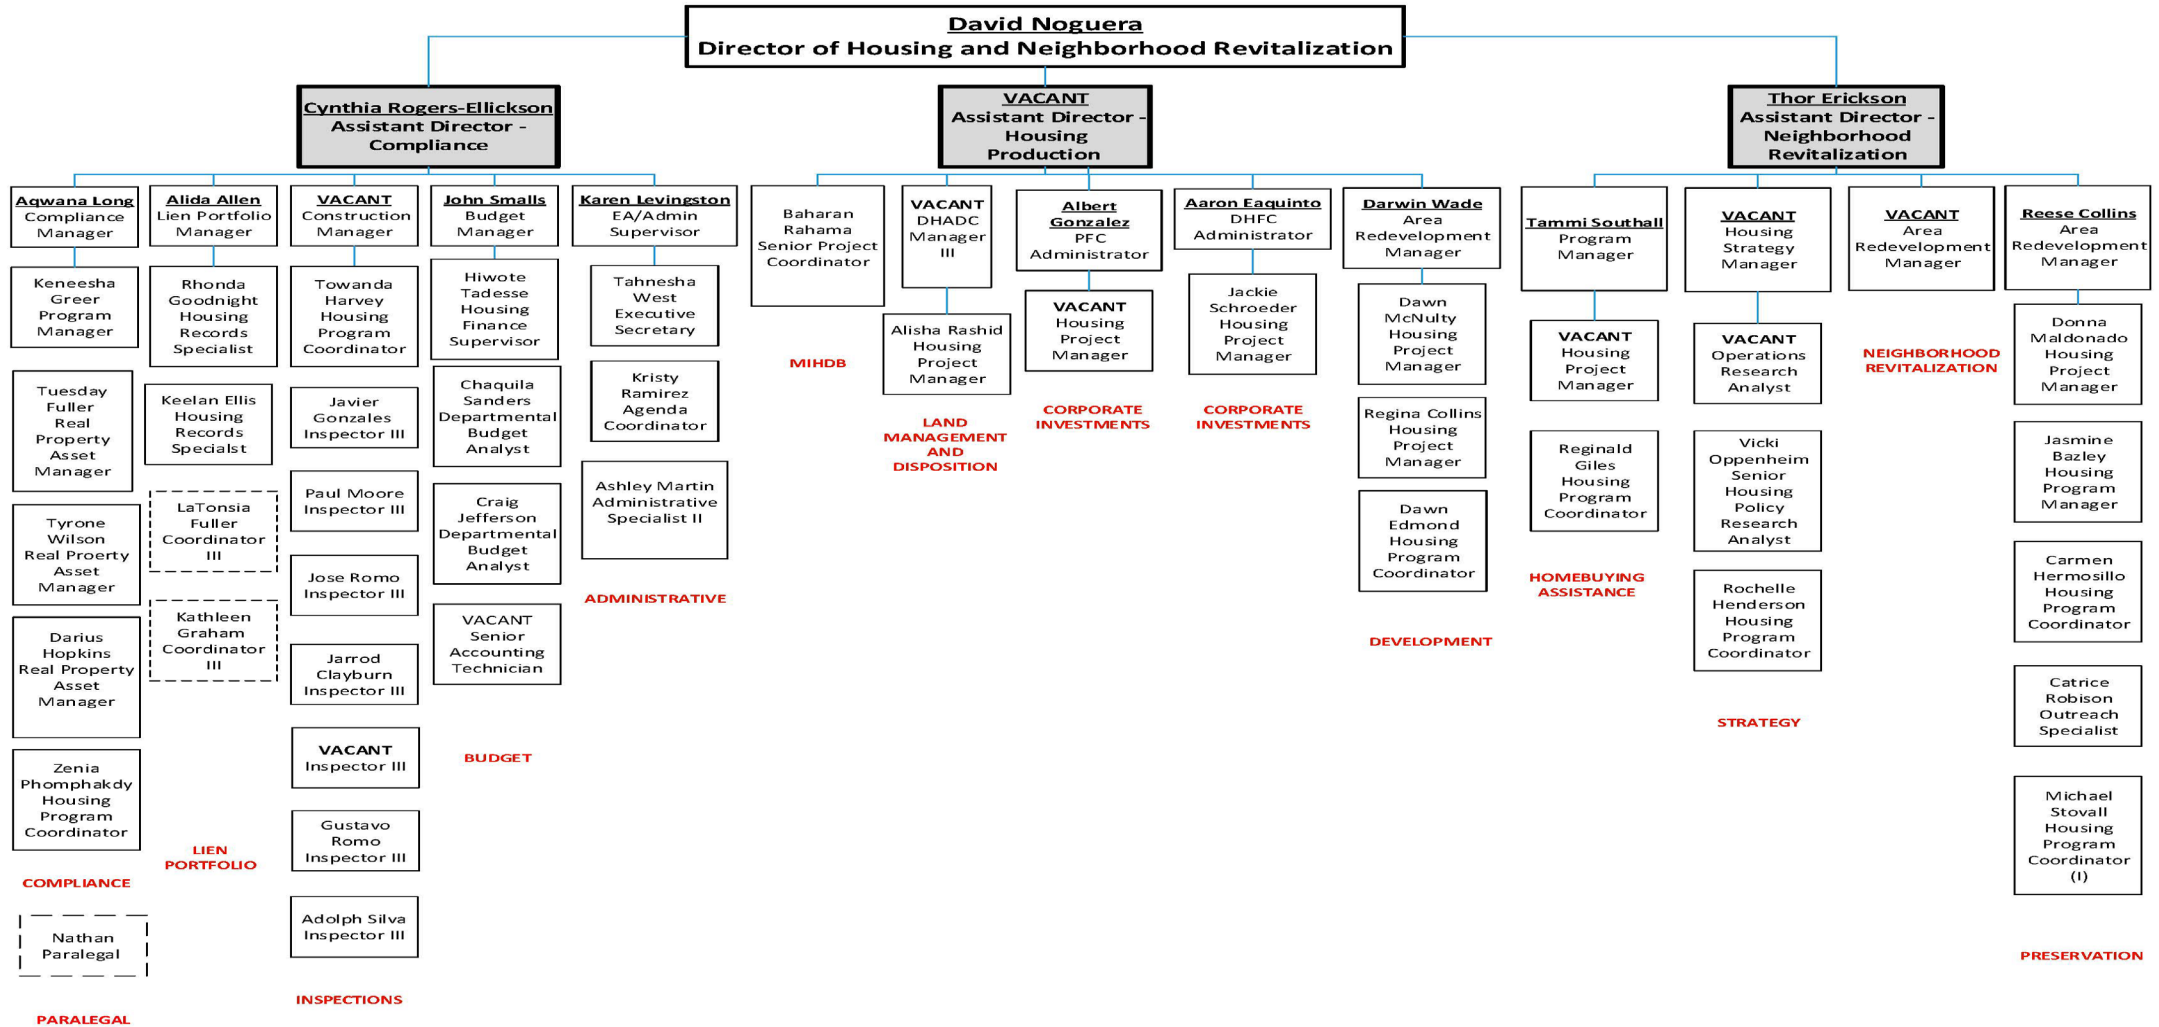 David Noguera
Director of Housing and Neighborhood Revitalization
Cynthia Rogers-Ellickson
Assistant Director -
Compliance
VACANT
Assistant Director -
Housing
Production
Thor Erickson
Assistant Director -
Neighborhood
Revitalization
Aqwana Long
Compliance
Manager
Keneesha
Greer
Program
Manager
Tuesday
Fuller
Real
Property
Asset
Manager
Tyrone
Wilson
Real Proerty
Asset
Manager
Darius
Hopkins
Real Property
Asset
Manager
Zenia
Phomphakdy
Housing
Program
Coordinator
COMPLIANCE
Nathan
Paralegal
PARALEGAL
Alida Allen
Lien Portfolio
Manager
Rhonda
Goodnight
Housing
Records
Specialist
Keelan Ellis
Housing
Records
Specialst
LaTonsia
Fuller
Coordinator
III
Kathleen
Graham
Coordinator
III
LIEN
PORTFOLIO
VACANT
Construction
Manager
Towanda
Harvey
Housing
Program
Coordinator
Javier
Gonzales
Inspector III
Paul Moore
Inspector III
Jose Romo
Inspector III
Jarrod
Clayburn
Inspector III
VACANT
Inspector III
Gustavo
Romo
Inspector III
Adolph Silva
Inspector III
INSPECTIONS
John Smalls
Budget
Manager
Hiwote
Tadesse
Housing
Finance
Supervisor
Chaquila
Sanders
Departmental
Budget
Analyst
Craig
Jefferson
Departmental
Budget
Analyst
VACANT
Senior
Accounting
Technician
BUDGET
Karen Levingston
EA/Admin
Supervisor
Tahnesha
West
Executive
Secretary
Kristy
Ramirez
Agenda
Coordinator
Ashley Martin
Administrative
Specialist II
ADMINISTRATIVE
Baharan
Rahama
Senior Project
Coordinator
MIHDB
VACANT
DHADC
Manager
III
Alisha Rashid
Housing
Project
Manager
LAND
MANAGEMENT
AND
DISPOSITION
Albert
Gonzalez
PFC
Administrator
VACANT
Housing
Project
Manager
CORPORATE
INVESTMENTS
Aaron Eaquinto
DHFC
Administrator
Jackie
Schroeder
Housing
Project
Manager
CORPORATE
INVESTMENTS
Darwin Wade
Area
Redevelopment
Manager
Dawn
McNulty
Housing
Project
Manager
Regina Collins
Housing
Project
Manager
Dawn
Edmond
Housing
Program
Coordinator
DEVELOPMENT
Tammi Southall
Program
Manager
VACANT
Housing
Project
Manager
Reginald
Giles
Housing
Program
Coordinator
HOMEBUYING
ASSISTANCE
VACANT
Housing
Strategy
Manager
VACANT
Operations
Research
Analyst
Vicki
Oppenheim
Senior
Housing
Policy
Research
Analyst
Rochelle
Henderson
Housing
Program
Coordinator
STRATEGY
VACANT
Area
Redevelopment
Manager
NEIGHBORHOOD
REVITALIZATION
Reese Collins
Area
Redevelopment
Manager
Donna
Maldonado
Housing
Project
Manager
Jasmine
Bazley
Housing
Program
Manager
Carmen
Hermosillo
Housing
Program
Coordinator
Catrice
Robison
Outreach
Specialist
Michael
Stovall
Housing
Program
Coordinator
(I)
PRESERVATION